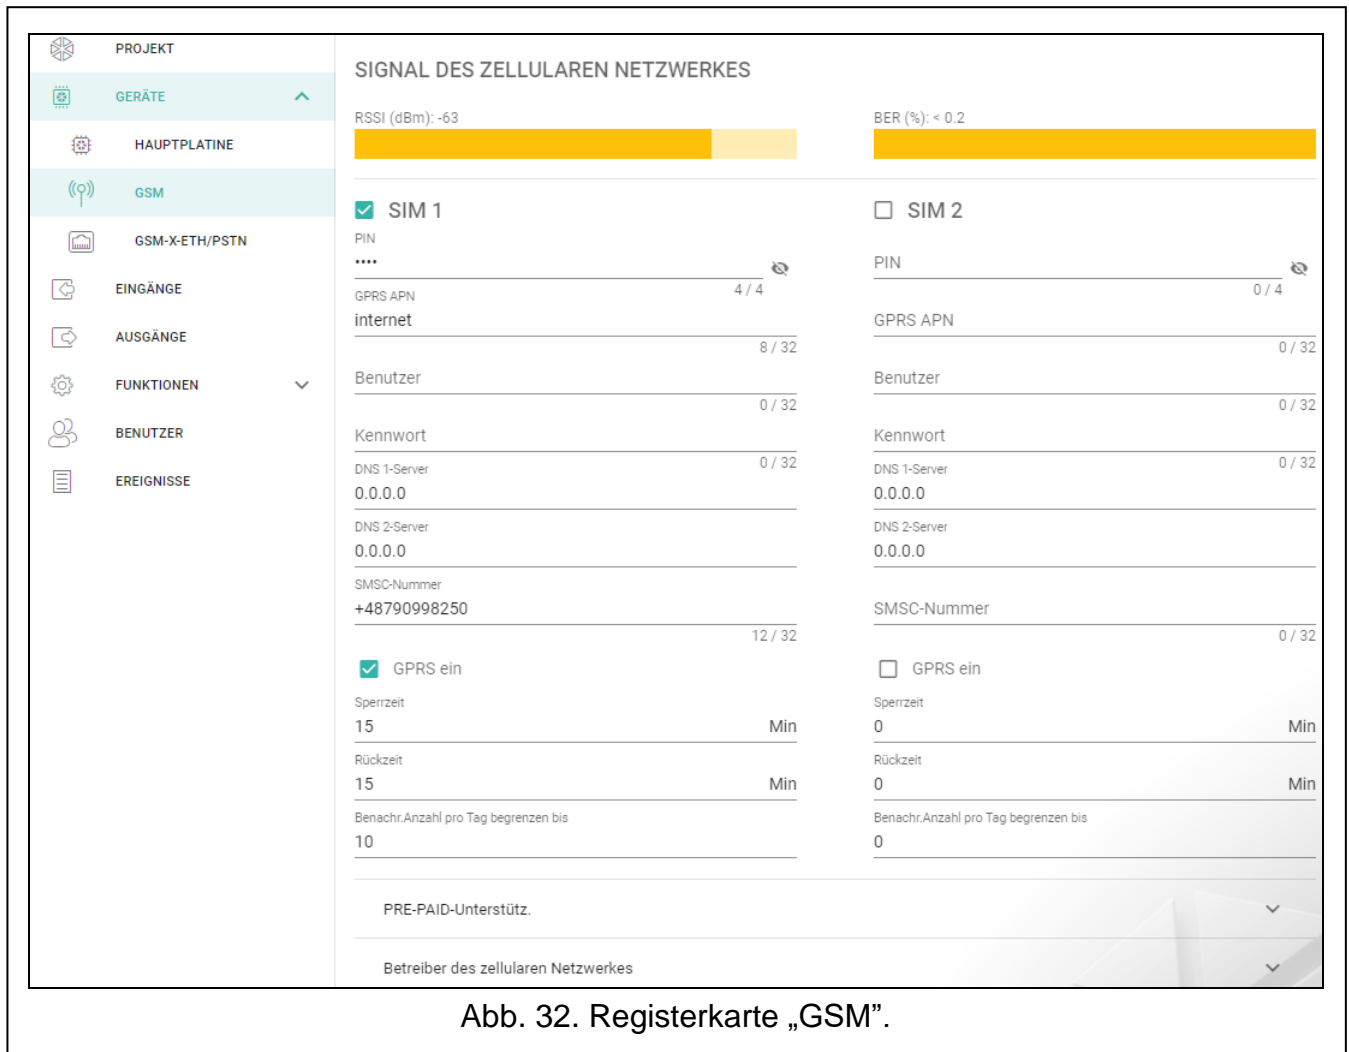 PROJEKT
GERÄTE
HAUPTPLATINE
GSM
GSM-X-ETH/PSTN
EINGÄNGE
AUSGÄNGE
FUNKTIONEN
BENUTZER
EREIGNISSE
SIGNAL DES ZELLULAREN NETZWERKES
RSSI (dBm): -63
BER (%): < 0.2
SIM 1
PIN
••••
4 / 4
GPRS APN
internet
8 / 32
Benutzer
0 / 32
Kennwort
0 / 32
DNS 1-Server
0.0.0.0
DNS 2-Server
0.0.0.0
SMSC-Nummer
+48790998250
12 / 32
GPRS ein
Sperrzeit
15 Min
Rückzeit
15 Min
Benachr.Anzahl pro Tag begrenzen bis
10
SIM 2
PIN
0 / 4
GPRS APN
0 / 32
Benutzer
0 / 32
Kennwort
0 / 32
DNS 1-Server
0.0.0.0
DNS 2-Server
0.0.0.0
SMSC-Nummer
0 / 32
GPRS ein
Sperrzeit
0 Min
Rückzeit
0 Min
Benachr.Anzahl pro Tag begrenzen bis
0
PRE-PAID-Unterstütz.
Betreiber des zellularen Netzwerkes
Abb. 32. Registerkarte „GSM”.